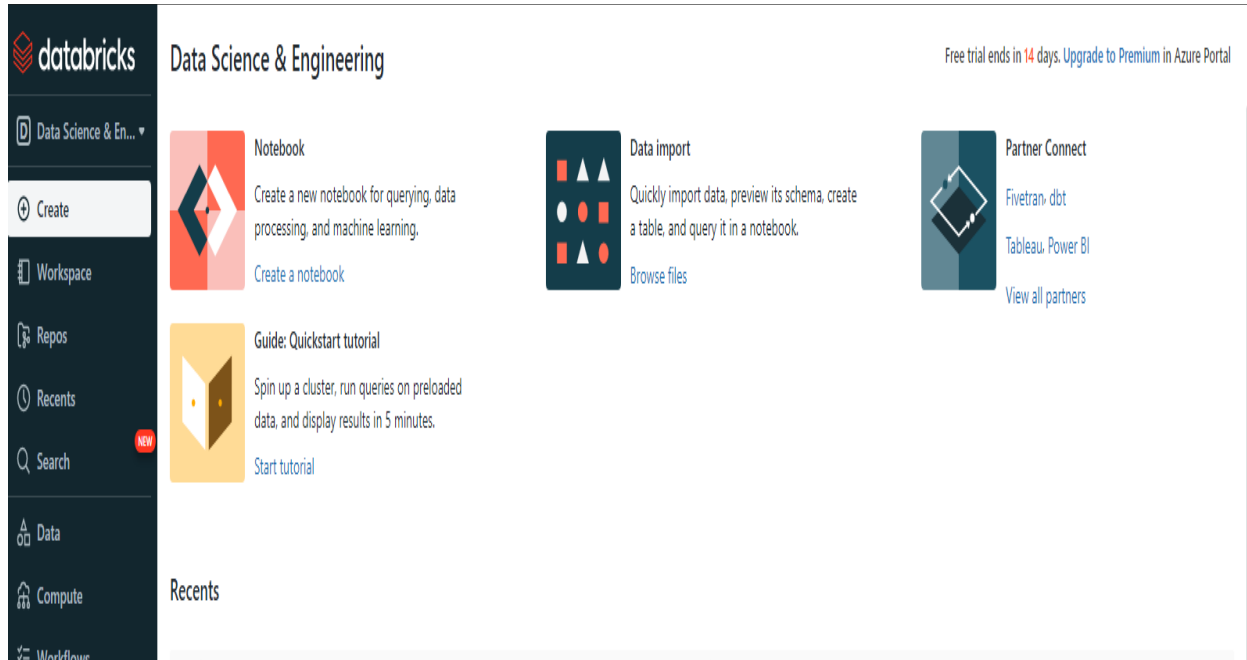 databricks
Data Science & En...
Create
Workspace
Repos
Recents
NEW
Search
Data
Compute
Workflows
Data Science & Engineering
Free trial ends in 14 days. Upgrade to Premium in Azure Portal
Notebook
Create a new notebook for querying, data
processing, and machine learning.
Create a notebook
Data import
Quickly import data, preview its schema, create
a table, and query it in a notebook.
Browse files
Partner Connect
Fivetran, dbt
Tableau, Power BI
View all partners
Guide: Quickstart tutorial
Spin up a cluster, run queries on preloaded
data, and display results in 5 minutes.
Start tutorial
Recents